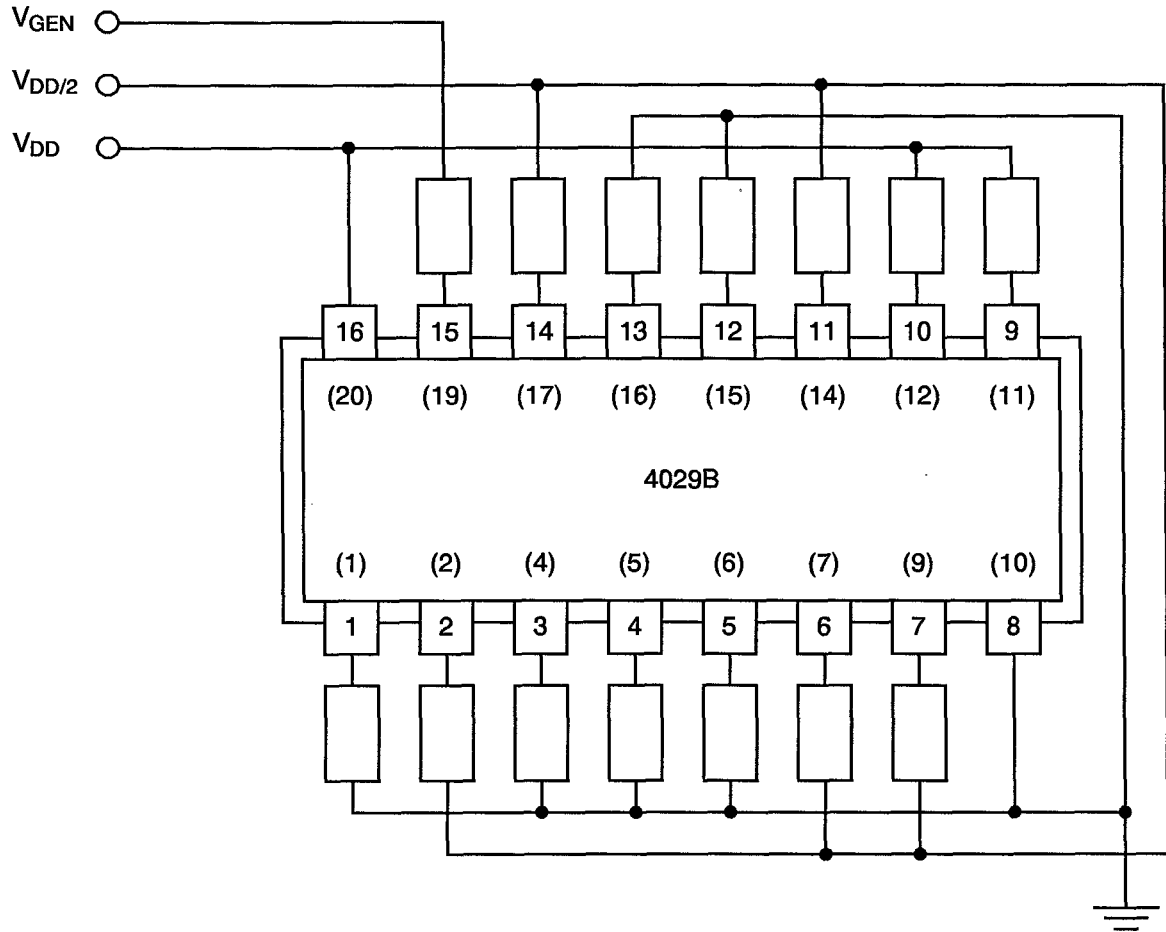 VGEN
VDD/2
VDD
16 15 14 13 12 11 10 9
(20) (19) (17) (16) (15) (14) (12) (11)
4029B
(1) (2) (4) (5) (6) (7) (9) (10)
1 2 3 4 5 6 7 8